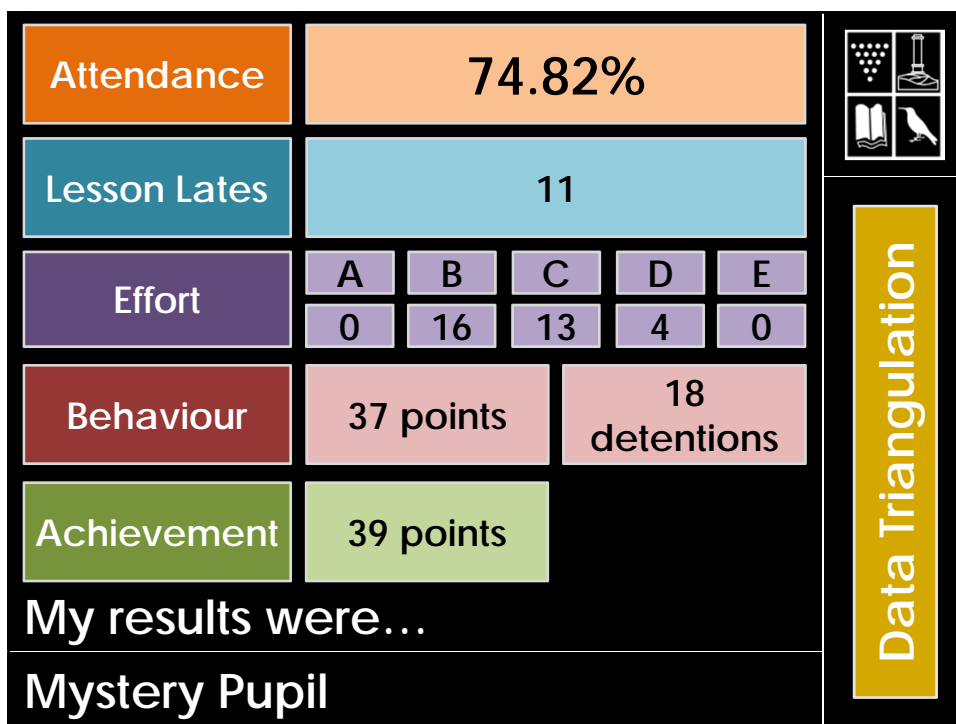 Attendance
74.82%
Lesson Lates
11
Effort
A B C D E
0 16 13 4 0
Behaviour
37 points
18
detentions
Achievement
39 points
My results were…
Mystery Pupil
Data Triangulation